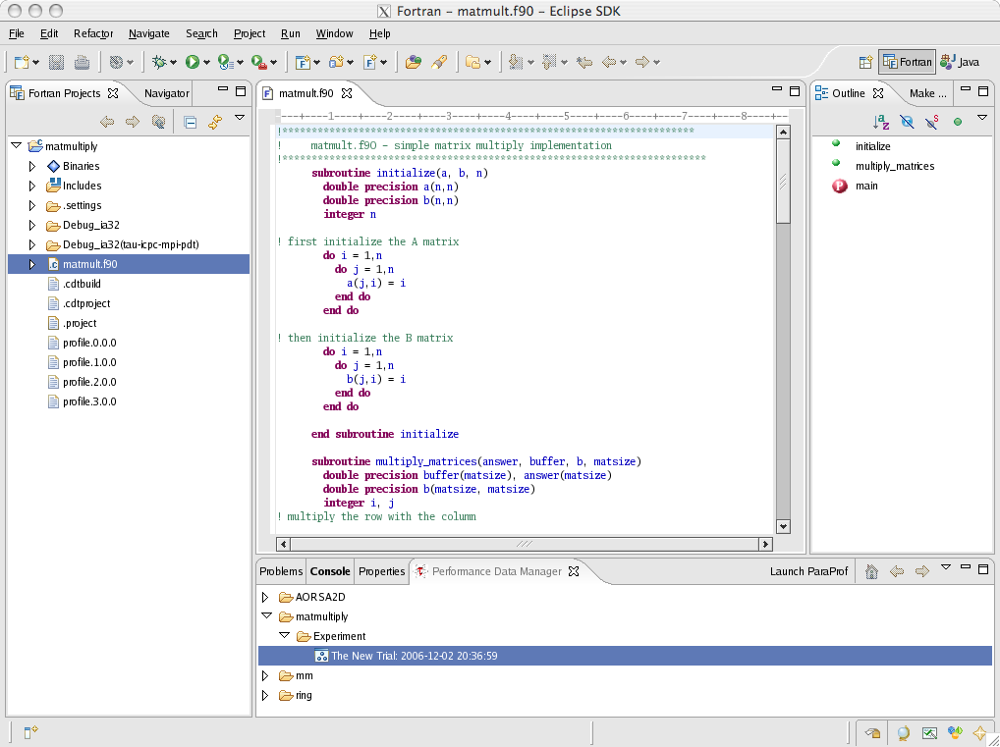 Fortran - matmult.f90 - Eclipse SDK
File Edit Refactor Navigate Search Project Run Window Help
Fortran Java
Fortran Projects Navigator
matmultiply
Binaries
Includes
.settings
Debug_ia32
Debug_ia32(tau-icpc-mpi-pdt)
matmult.f90
.cdtbuild
.cdtproject
.project
profile.0.0.0
profile.1.0.0
profile.2.0.0
profile.3.0.0
matmult.f90
----+----1----+----2----+----3----+----4----+----5----+----6----+----7----+----8--+
!**********************************************************************
!     matmult.f90 - simple matrix multiply implementation
!************************************************************************
      subroutine initialize(a, b, n)
        double precision a(n,n)
        double precision b(n,n)
        integer n
! first initialize the A matrix
        do i = 1,n
          do j = 1,n
            a(j,i) = i
          end do
        end do
! then initialize the B matrix
        do i = 1,n
          do j = 1,n
            b(j,i) = i
          end do
        end do
      end subroutine initialize
      subroutine multiply_matrices(answer, buffer, b, matsize)
        double precision buffer(matsize), answer(matsize)
        double precision b(matsize, matsize)
        integer i, j
! multiply the row with the column
Outline Make ...
initialize
multiply_matrices
main
Problems Console Properties Performance Data Manager Launch ParaProf
AORSA2D
matmultiply
Experiment
The New Trial: 2006-12-02 20:36:59
mm
ring